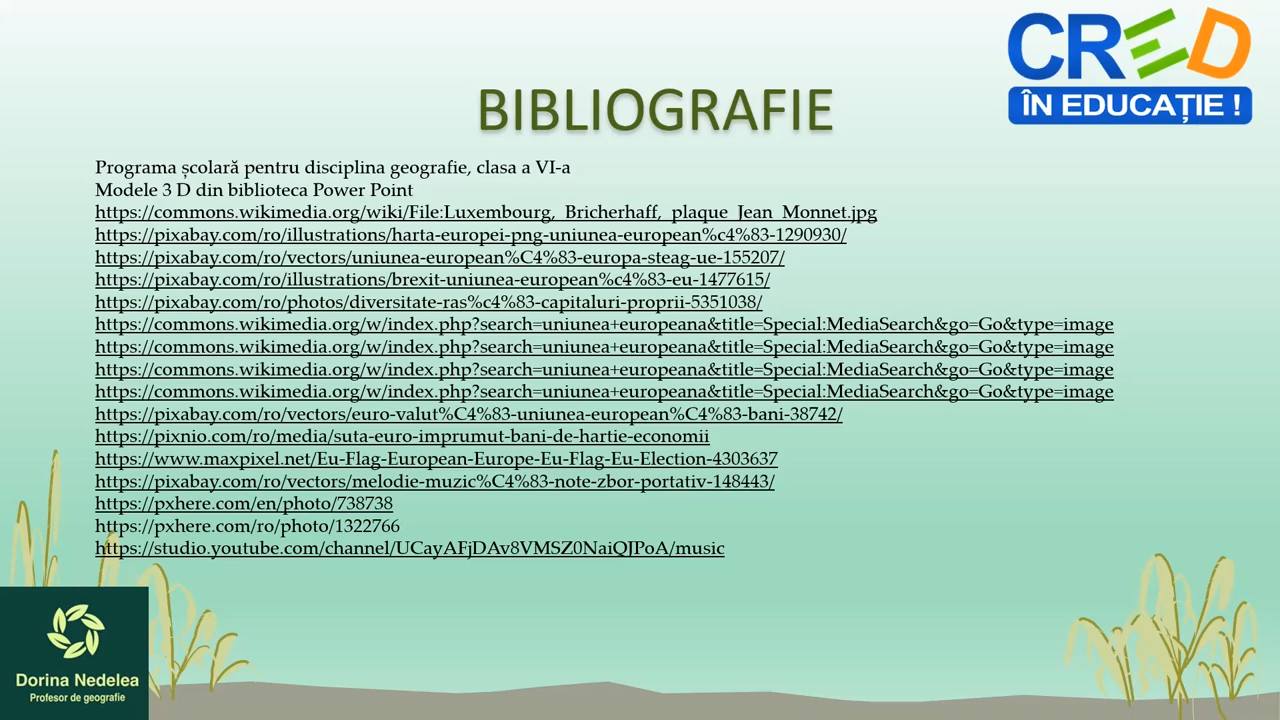 CRED
ÎN EDUCAȚIE !
BIBLIOGRAFIE
Programa școlară pentru disciplina geografie, clasa a VI-a
Modele 3 D din biblioteca Power Point
https://commons.wikimedia.org/wiki/File:Luxembourg,_Bricherhaff,_plaque_Jean_Monnet.jpg
https://pixabay.com/ro/illustrations/harta-europei-png-uniunea-european%c4%83-1290930/
https://pixabay.com/ro/vectors/uniunea-european%C4%83-europa-steag-ue-155207/
https://pixabay.com/ro/illustrations/brexit-uniunea-european%c4%83-eu-1477615/
https://pixabay.com/ro/photos/diversitate-ras%c4%83-capitaluri-proprii-5351038/
https://commons.wikimedia.org/w/index.php?search=uniunea+europeana&title=Special:MediaSearch&go=Go&type=image
https://commons.wikimedia.org/w/index.php?search=uniunea+europeana&title=Special:MediaSearch&go=Go&type=image
https://commons.wikimedia.org/w/index.php?search=uniunea+europeana&title=Special:MediaSearch&go=Go&type=image
https://commons.wikimedia.org/w/index.php?search=uniunea+europeana&title=Special:MediaSearch&go=Go&type=image
https://pixabay.com/ro/vectors/euro-valut%C4%83-uniunea-european%C4%83-bani-38742/
https://pixnio.com/ro/media/suta-euro-imprumut-bani-de-hartie-economii
https://www.maxpixel.net/Eu-Flag-European-Europe-Eu-Flag-Eu-Election-4303637
https://pixabay.com/ro/vectors/melodie-muzic%C4%83-note-zbor-portativ-148443/
https://pxhere.com/en/photo/738738
https://pxhere.com/ro/photo/1322766
https://studio.youtube.com/channel/UCayAFjDAv8VMSZ0NaiQJPoA/music
Dorina Nedelea
Profesor de geografie